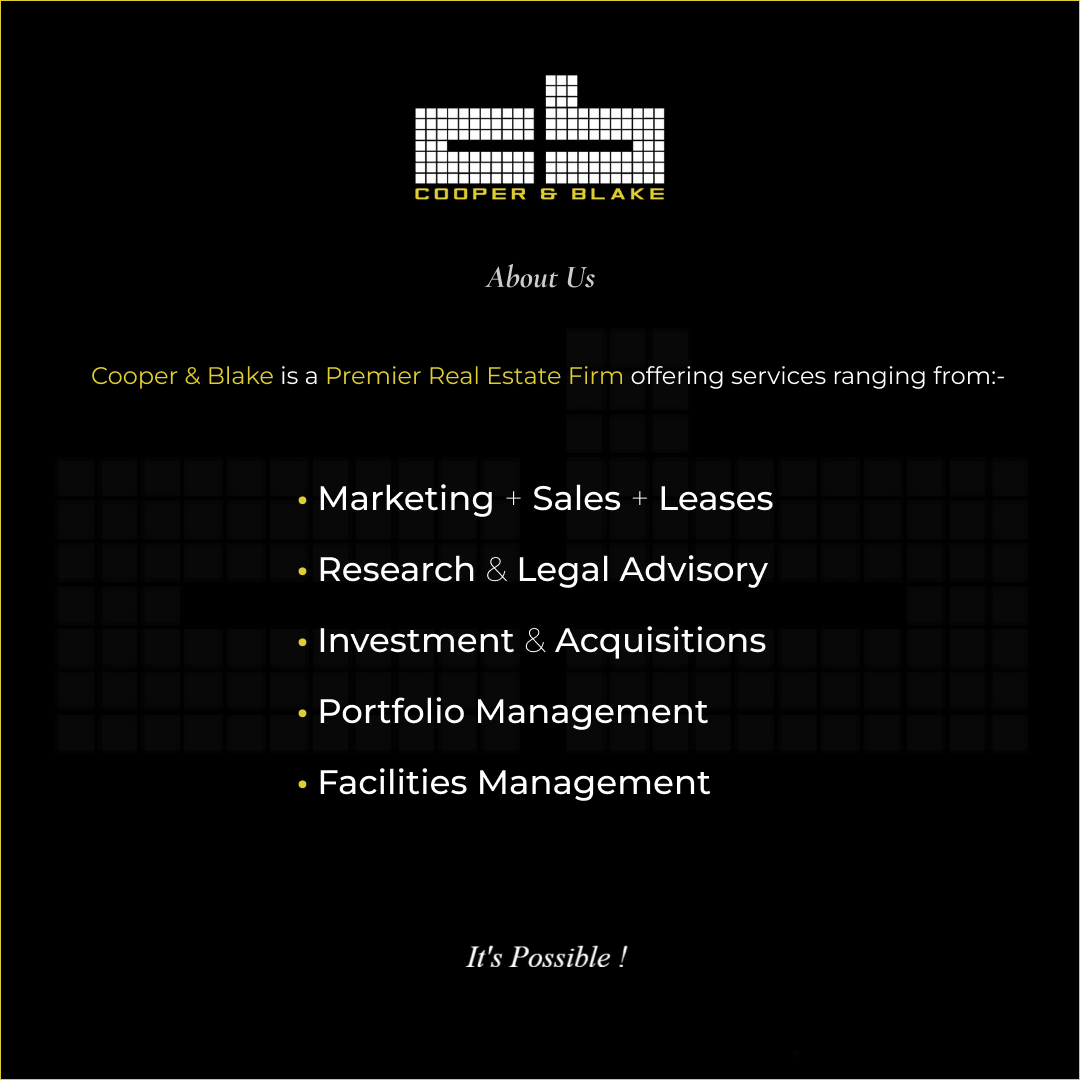 cb
COOPER & BLAKE
About Us
Cooper & Blake is a Premier Real Estate Firm offering services ranging from:-
• Marketing + Sales + Leases
• Research & Legal Advisory
• Investment & Acquisitions
• Portfolio Management
• Facilities Management
It's Possible !